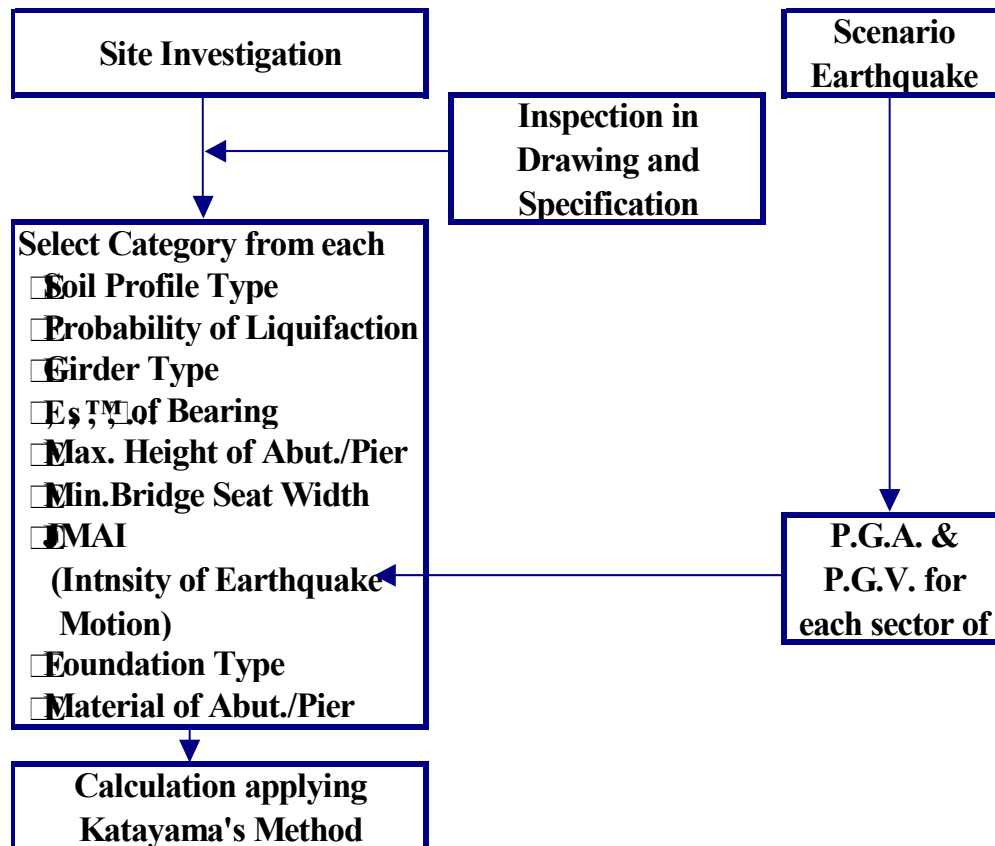 Site Investigation
Scenario
Earthquake
Inspection in
Drawing and
Specification
Select Category from each
Soil Profile Type
Probability of Liquifaction
Girder Type
of Bearing
Max. Height of Abut./Pier
Min.Bridge Seat Width
JMAI
(Intnsity of Earthquake
Motion)
Foundation Type
Material of Abut./Pier
P.G.A. &
P.G.V. for
each sector of
Calculation applying
Katayama's Method